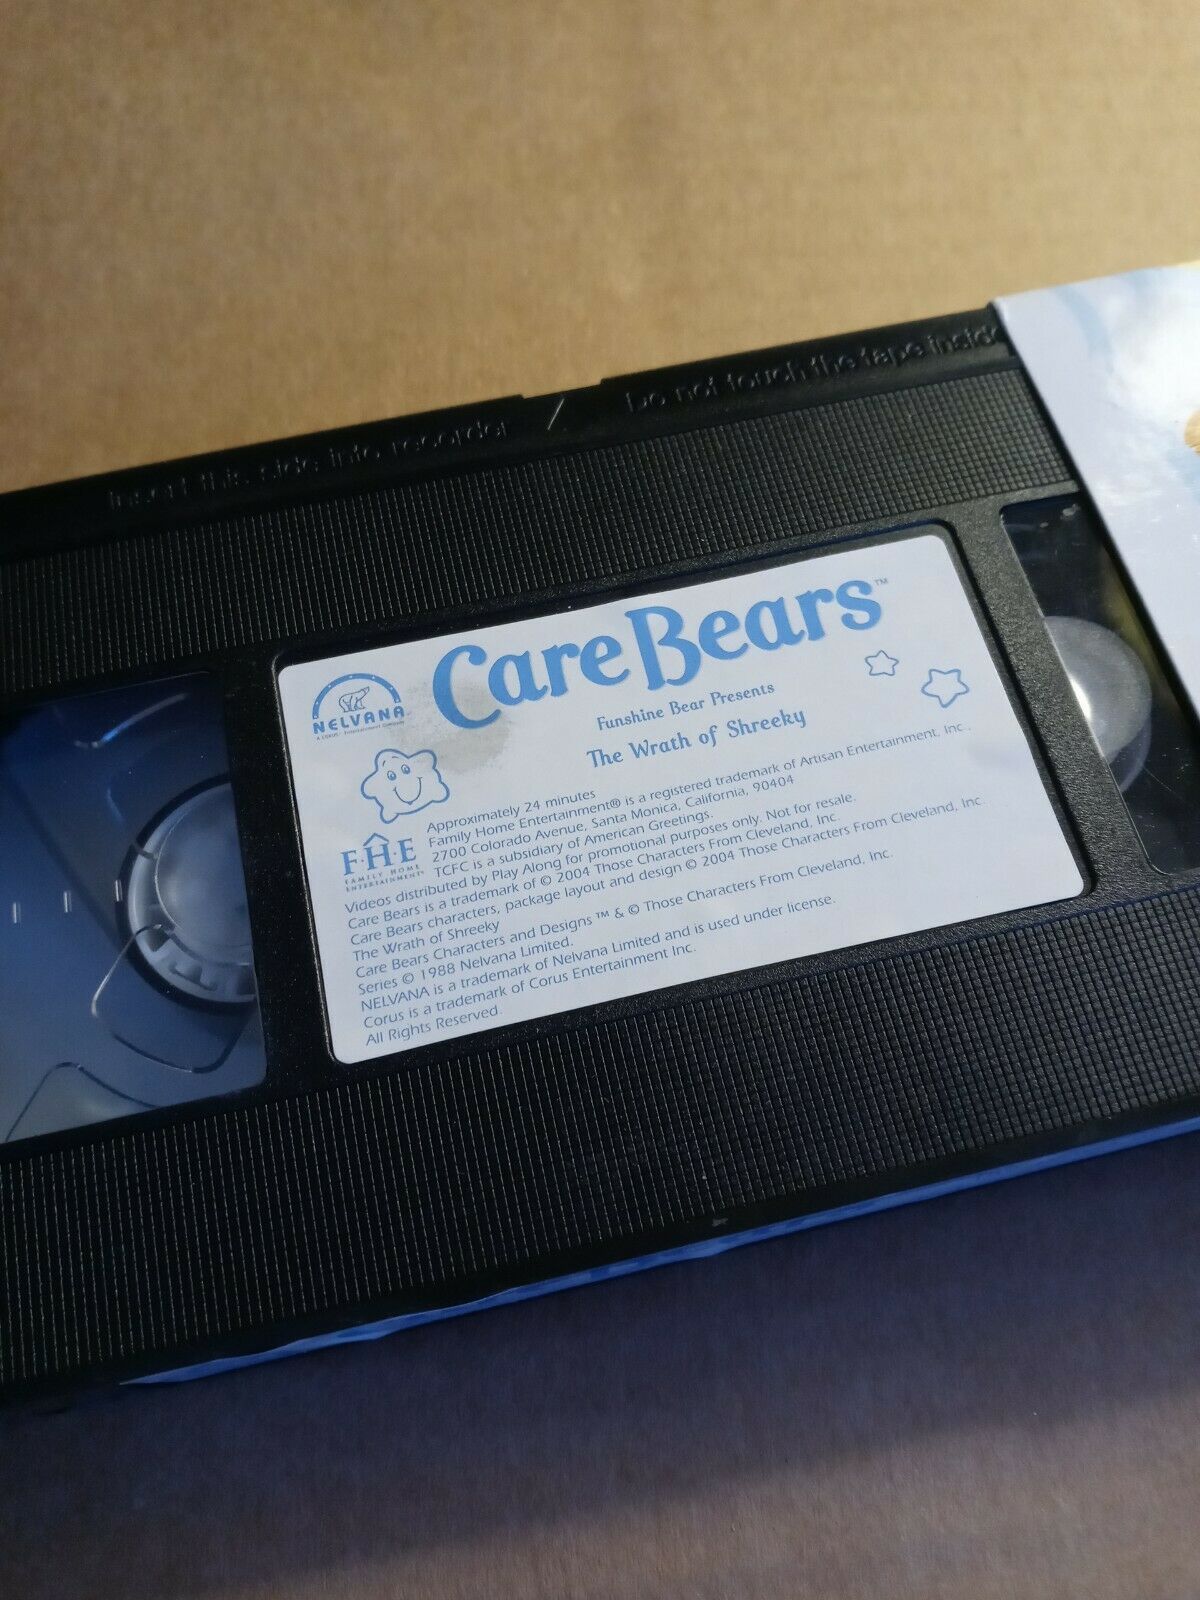 Insert this side into recorder
Do not touch the tape inside
NELVANA
A CORUS Entertainment Company
Care Bears™
Funshine Bear Presents
The Wrath of Shreeky
F·H·E
FAMILY HOME
ENTERTAINMENT®
Approximately 24 minutes
Family Home Entertainment® is a registered trademark of Artisan Entertainment, Inc.,
2700 Colorado Avenue, Santa Monica, California, 90404
TCFC is a subsidiary of American Greetings.
Videos distributed by Play Along for promotional purposes only. Not for resale.
Care Bears is a trademark of © 2004 Those Characters From Cleveland, Inc.
Care Bears characters, package layout and design © 2004 Those Characters From Cleveland, Inc.
The Wrath of Shreeky
Care Bears Characters and Designs ™ & © Those Characters From Cleveland, Inc.
Series © 1988 Nelvana Limited.
NELVANA is a trademark of Nelvana Limited and is used under license.
Corus is a trademark of Corus Entertainment Inc.
All Rights Reserved.